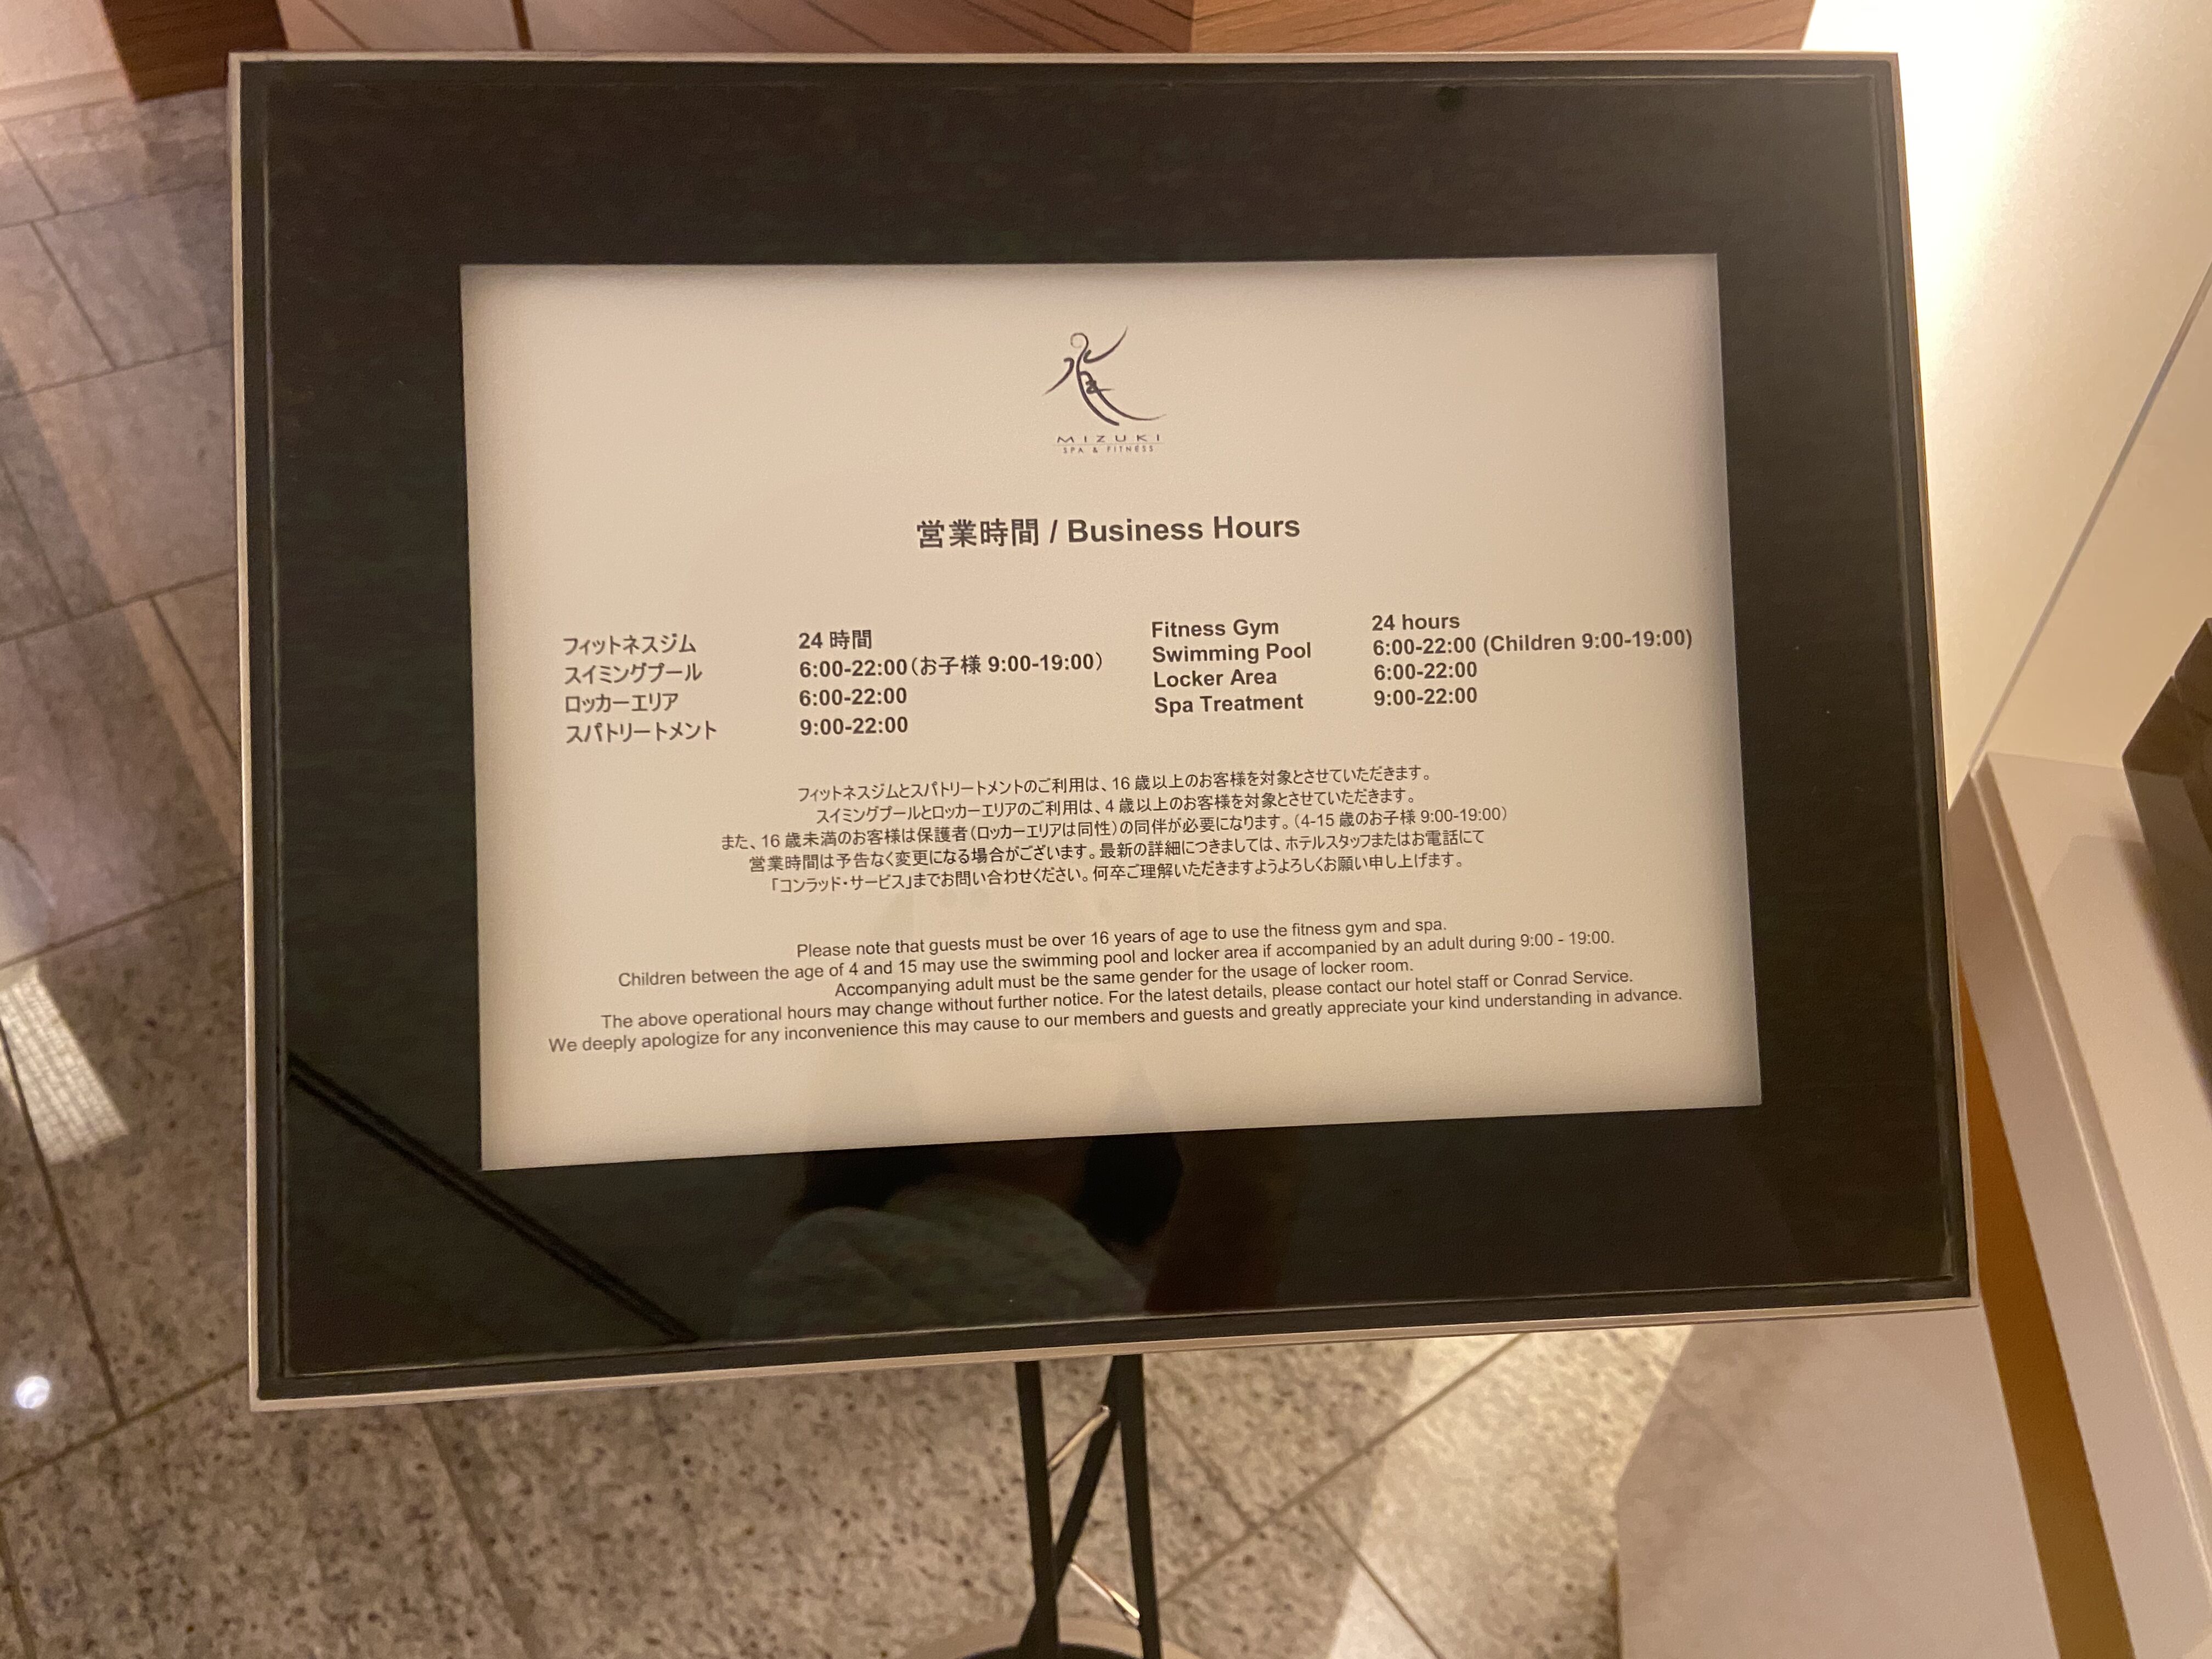 MIZUKI
SPA & FITNESS
営業時間 / Business Hours
フィットネスジム 24 時間
スイミングプール 6:00-22:00(お子様 9:00-19:00)
ロッカーエリア 6:00-22:00
スパトリートメント 9:00-22:00
Fitness Gym 24 hours
Swimming Pool 6:00-22:00 (Children 9:00-19:00)
Locker Area 6:00-22:00
Spa Treatment 9:00-22:00
フィットネスジムとスパトリートメントのご利用は、16 歳以上のお客様を対象とさせていただきます。
スイミングプールとロッカーエリアのご利用は、4 歳以上のお客様を対象とさせていただきます。
また、16 歳未満のお客様は保護者(ロッカーエリアは同性)の同伴が必要になります。(4-15 歳のお子様 9:00-19:00)
営業時間は予告なく変更になる場合がございます。最新の詳細につきましては、ホテルスタッフまたはお電話にて
「コンラッド・サービス」までお問い合わせください。何卒ご理解いただきますようよろしくお願い申し上げます。
Please note that guests must be over 16 years of age to use the fitness gym and spa.
Children between the age of 4 and 15 may use the swimming pool and locker area if accompanied by an adult during 9:00 - 19:00.
Accompanying adult must be the same gender for the usage of locker room.
The above operational hours may change without further notice. For the latest details, please contact our hotel staff or Conrad Service.
We deeply apologize for any inconvenience this may cause to our members and guests and greatly appreciate your kind understanding in advance.